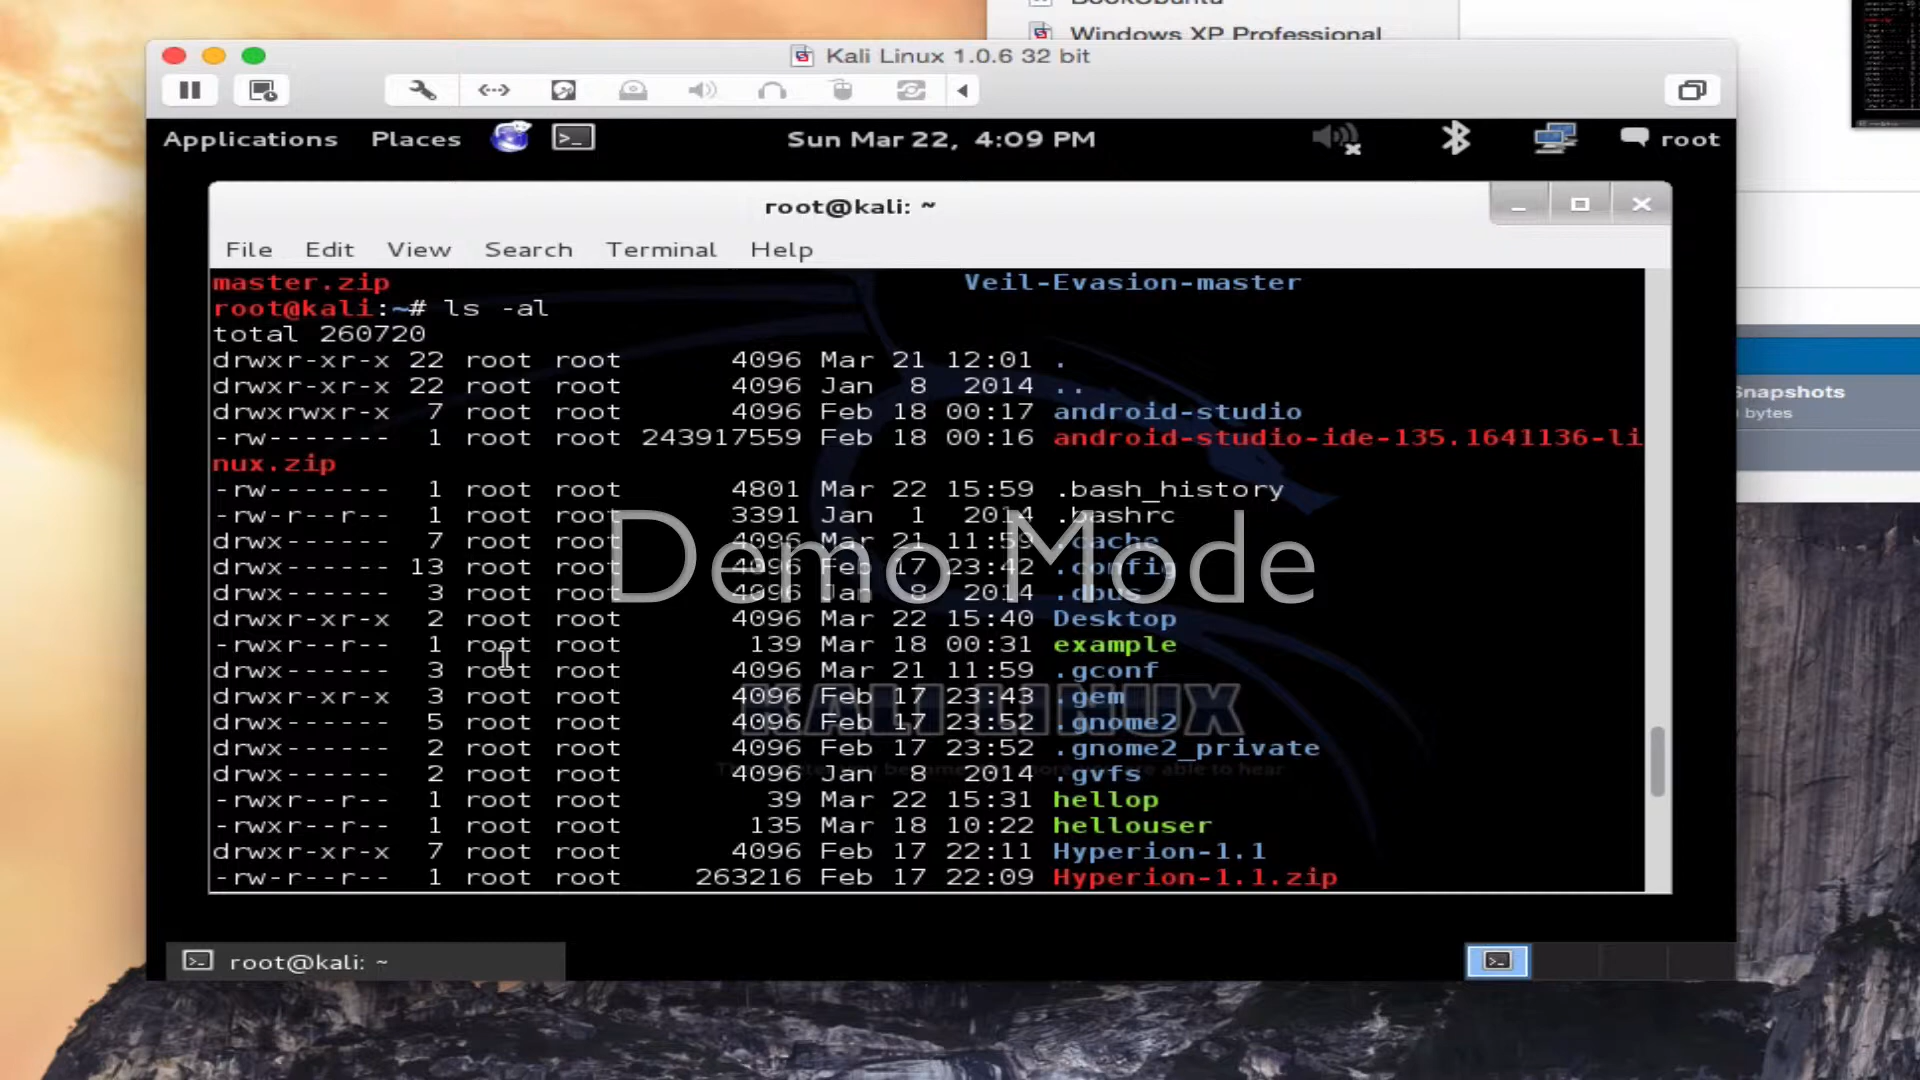 BookUbuntu
Windows XP Professional
Kali Linux 1.0.6 32 bit
Applications Places Sun Mar 22, 4:09 PM root
root@kali: ~
File Edit View Search Terminal Help
master.zip Veil-Evasion-master
root@kali:~# ls -al
total 260720
drwxr-xr-x 22 root root 4096 Mar 21 12:01 .
drwxr-xr-x 22 root root 4096 Jan 8 2014 ..
drwxrwxr-x 7 root root 4096 Feb 18 00:17 android-studio
-rw------- 1 root root 243917559 Feb 18 00:16 android-studio-ide-135.1641136-li
nux.zip
-rw------- 1 root root 4801 Mar 22 15:59 .bash_history
-rw-r--r-- 1 root root 3391 Jan 1 2014 .bashrc
drwx------ 7 root root 4096 Mar 21 11:59 .cache
drwx------ 13 root root 4096 Feb 17 23:42 .config
drwx------ 3 root root 4096 Jan 8 2014 .dbus
drwxr-xr-x 2 root root 4096 Mar 22 15:40 Desktop
-rwxr--r-- 1 root root 139 Mar 18 00:31 example
drwx------ 3 root root 4096 Mar 21 11:59 .gconf
drwxr-xr-x 3 root root 4096 Feb 17 23:43 .gem
drwx------ 5 root root 4096 Feb 17 23:52 .gnome2
drwx------ 2 root root 4096 Feb 17 23:52 .gnome2_private
drwx------ 2 root root 4096 Jan 8 2014 .gvfs
-rwxr--r-- 1 root root 39 Mar 22 15:31 hellop
-rwxr--r-- 1 root root 135 Mar 18 10:22 hellouser
drwxr-xr-x 7 root root 4096 Feb 17 22:11 Hyperion-1.1
-rw-r--r-- 1 root root 263216 Feb 17 22:09 Hyperion-1.1.zip
Demo Mode
KALI LINUX
Snapshots
bytes
root@kali: ~